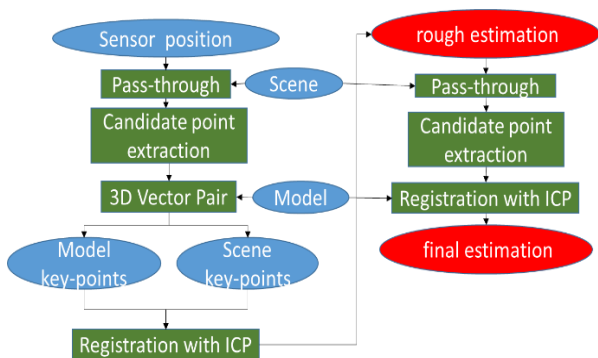 Sensor position
Pass-through
Candidate point
extraction
3D Vector Pair
Model
key-points
Scene
key-points
Registration with ICP
Scene
Model
rough estimation
Pass-through
Candidate point
extraction
Registration with ICP
final estimation